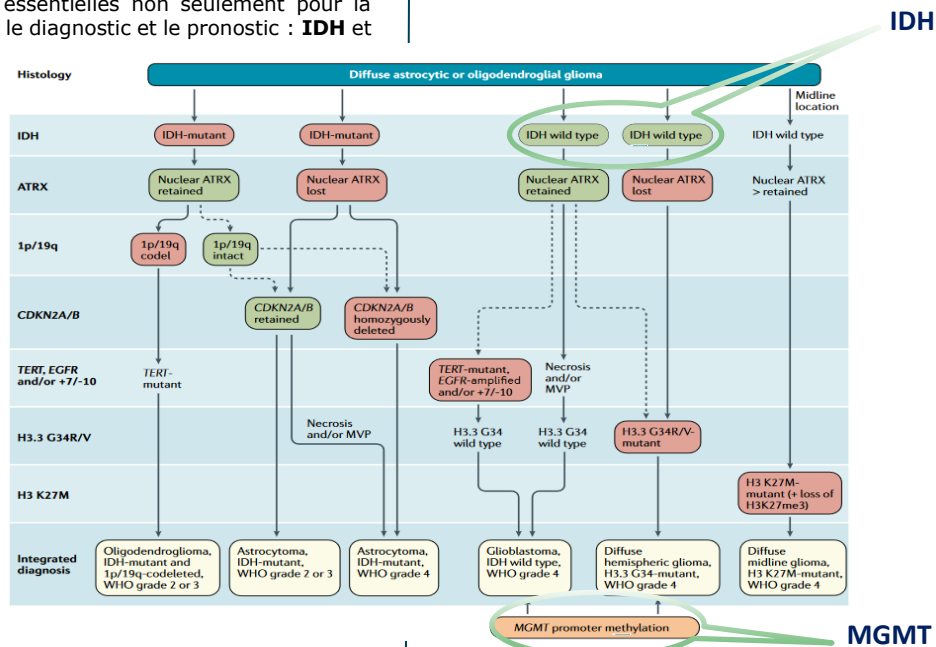 essentielles non seulement pour la
le diagnostic et le pronostic : IDH et
IDH
Histology
Diffuse astrocytic or oligodendroglial glioma
Midline
location
IDH
IDH-mutant
IDH-mutant
IDH wild type
IDH wild type
IDH wild type
ATRX
Nuclear ATRX
retained
Nuclear ATRX
lost
Nuclear ATRX
retained
Nuclear ATRX
lost
Nuclear ATRX
> retained
1p/19q
1p/19q
codel
1p/19q
intact
CDKN2A/B
CDKN2A/B
retained
CDKN2A/B
homozygously
deleted
TERT, EGFR
and/or +7/-10
TERT-
mutant
TERT-mutant,
EGFR-amplified
and/or +7/-10
Necrosis
and/or
MVP
H3.3 G34R/V
Necrosis
and/or MVP
H3.3 G34
wild type
H3.3 G34
wild type
H3.3 G34R/V-
mutant
H3 K27M
H3 K27M-
mutant (+ loss of
H3K27me3)
Integrated
diagnosis
Oligodendroglioma,
IDH-mutant and
1p/19q-codeleted,
WHO grade 2 or 3
Astrocytoma,
IDH-mutant,
WHO grade 2 or 3
Astrocytoma,
IDH-mutant,
WHO grade 4
Glioblastoma,
IDH wild type,
WHO grade 4
Diffuse
hemispheric glioma,
H3.3 G34-mutant,
WHO grade 4
Diffuse
midline glioma,
H3 K27M-mutant,
WHO grade 4
MGMT promoter methylation
MGMT